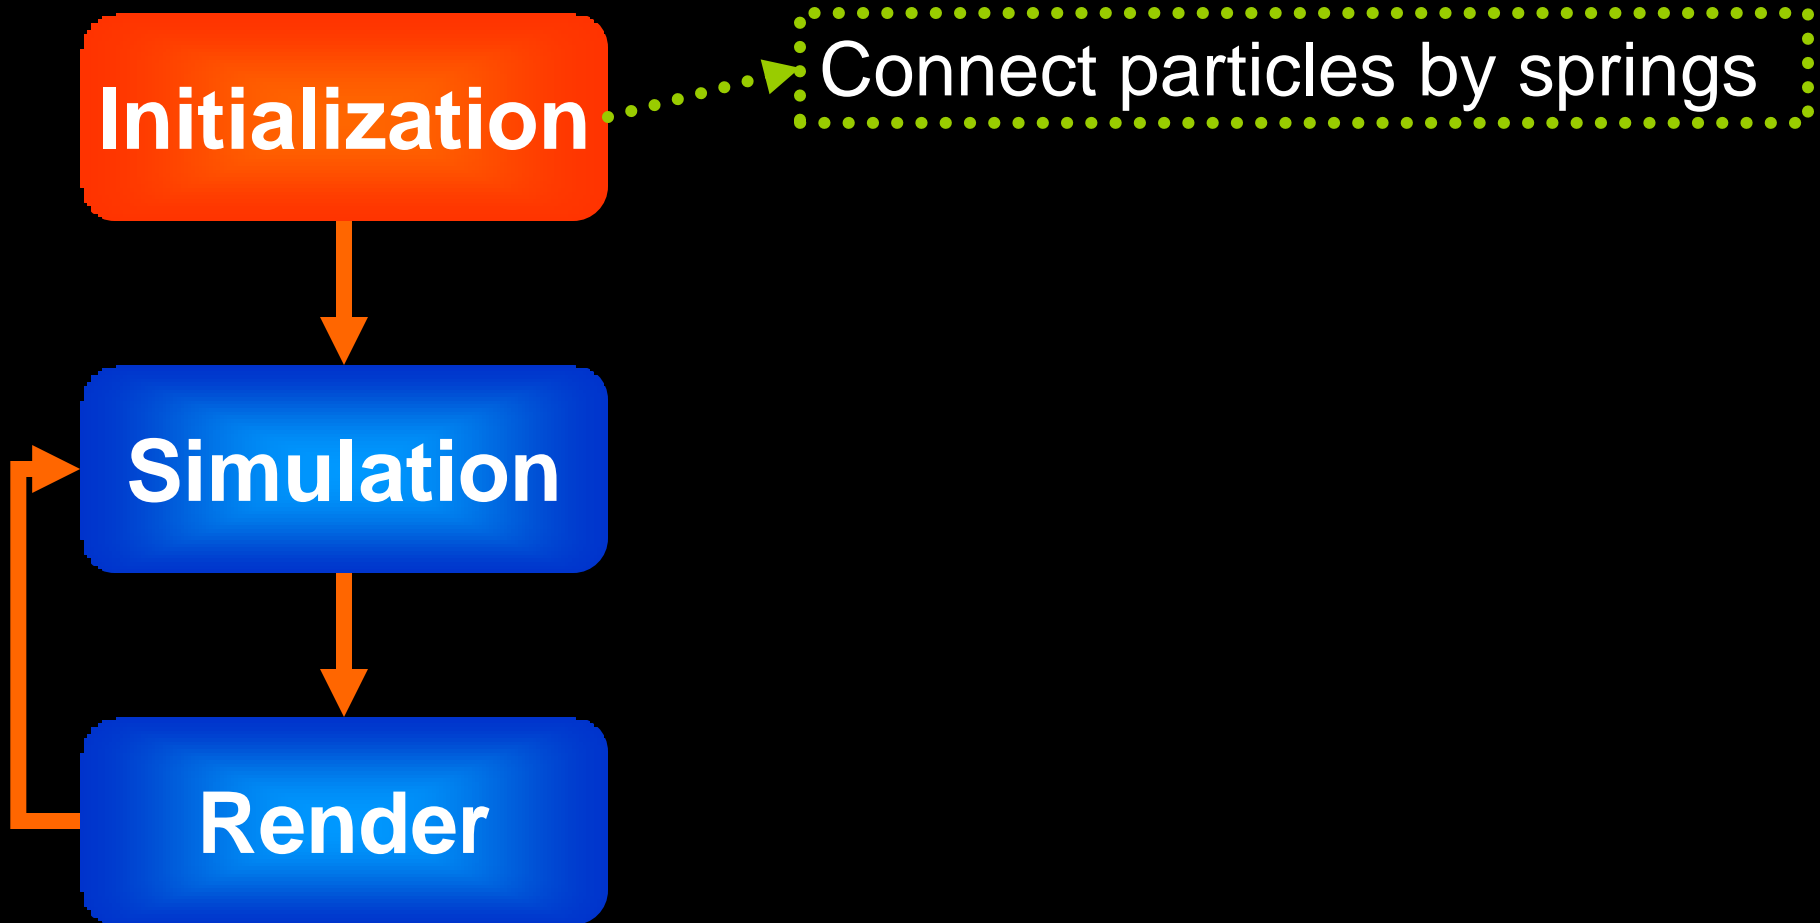 Initialization
Connect particles by springs
Simulation
Render